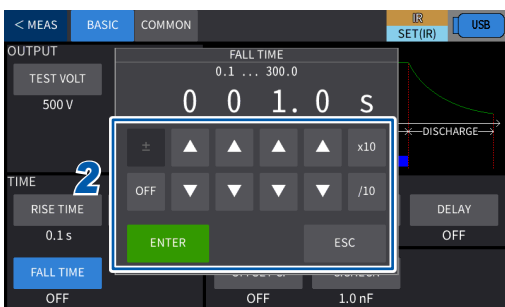 < MEAS BASIC COMMON IR SET(IR) USB
OUTPUT
TEST VOLT
500 V
FALL TIME
0.1 ... 300.0
0 0 1. 0 s
± x10
OFF /10
ENTER ESC
DISCHARGE
2
TIME
RISE TIME DELAY
0.1 s OFF
FALL TIME
OFF OFF 1.0 nF